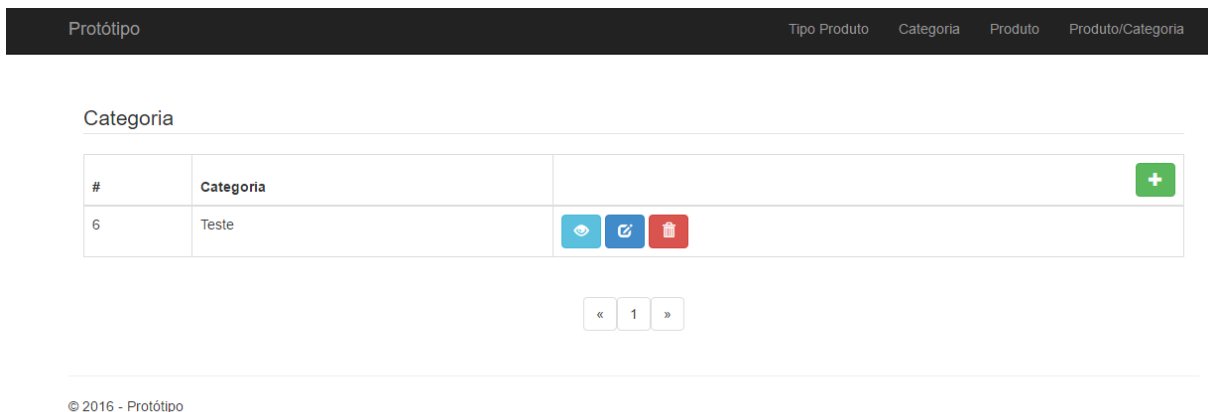 Protótipo Tipo Produto Categoria Produto Produto/Categoria
Categoria
# Categoria
6 Teste
« 1 »
© 2016 - Protótipo